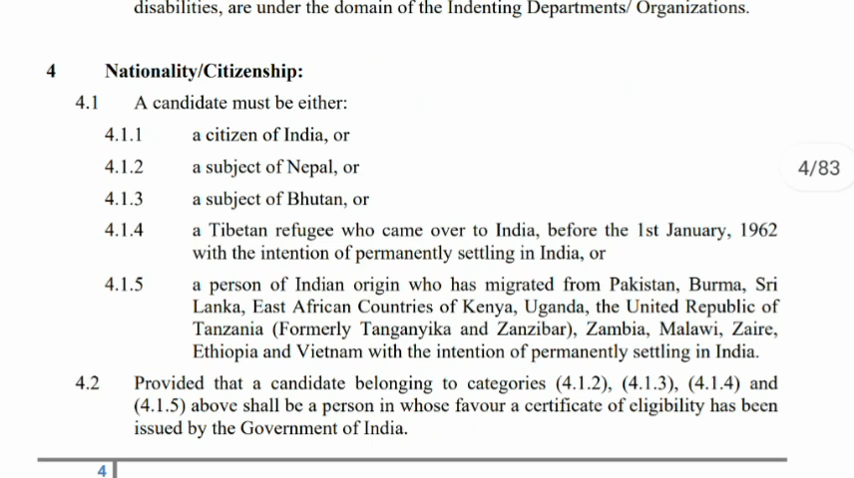 disabilities, are under the domain of the Indenting Departments/ Organizations.
4 Nationality/Citizenship:
4.1 A candidate must be either:
4.1.1 a citizen of India, or
4.1.2 a subject of Nepal, or
4/83
4.1.3 a subject of Bhutan, or
4.1.4 a Tibetan refugee who came over to India, before the 1st January, 1962
with the intention of permanently settling in India, or
4.1.5 a person of Indian origin who has migrated from Pakistan, Burma, Sri
Lanka, East African Countries of Kenya, Uganda, the United Republic of
Tanzania (Formerly Tanganyika and Zanzibar), Zambia, Malawi, Zaire,
Ethiopia and Vietnam with the intention of permanently settling in India.
4.2 Provided that a candidate belonging to categories (4.1.2), (4.1.3), (4.1.4) and
(4.1.5) above shall be a person in whose favour a certificate of eligibility has been
issued by the Government of India.
4